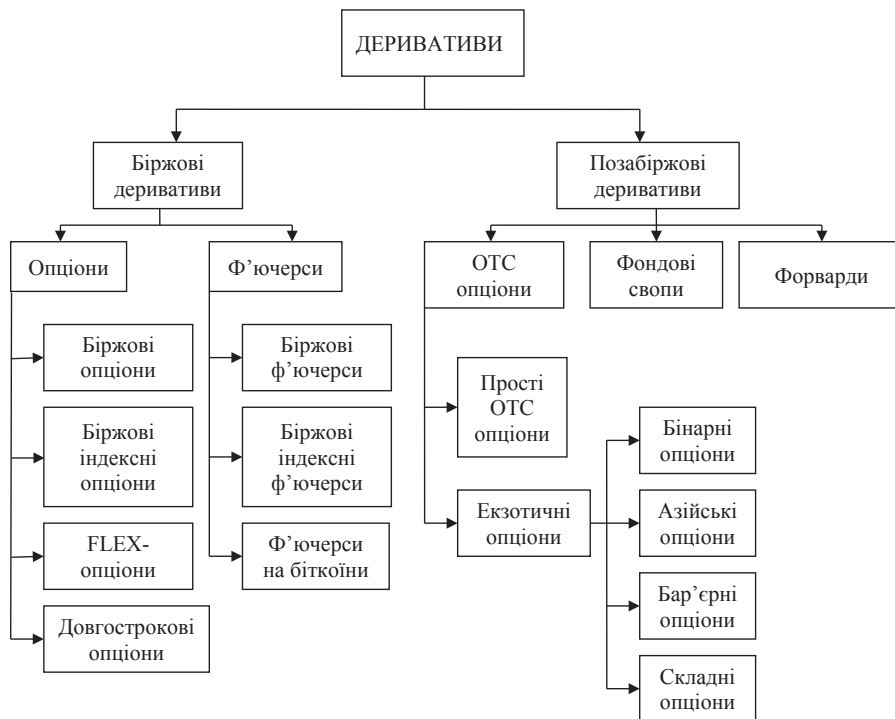 ДЕРИВАТИВИ
Біржові
деривативи
Позабіржові
деривативи
Опціони
Ф’ючерси
ОТС
опціони
Фондові
свопи
Форварди
Біржові
опціони
Біржові
індексні
опціони
FLEX-
опціони
Довгострокові
опціони
Біржові
ф’ючерси
Біржові
індексні
ф’ючерси
Ф’ючерси
на біткоїни
Прості
ОТС
опціони
Екзотичні
опціони
Бінарні
опціони
Азійські
опціони
Бар’єрні
опціони
Складні
опціони